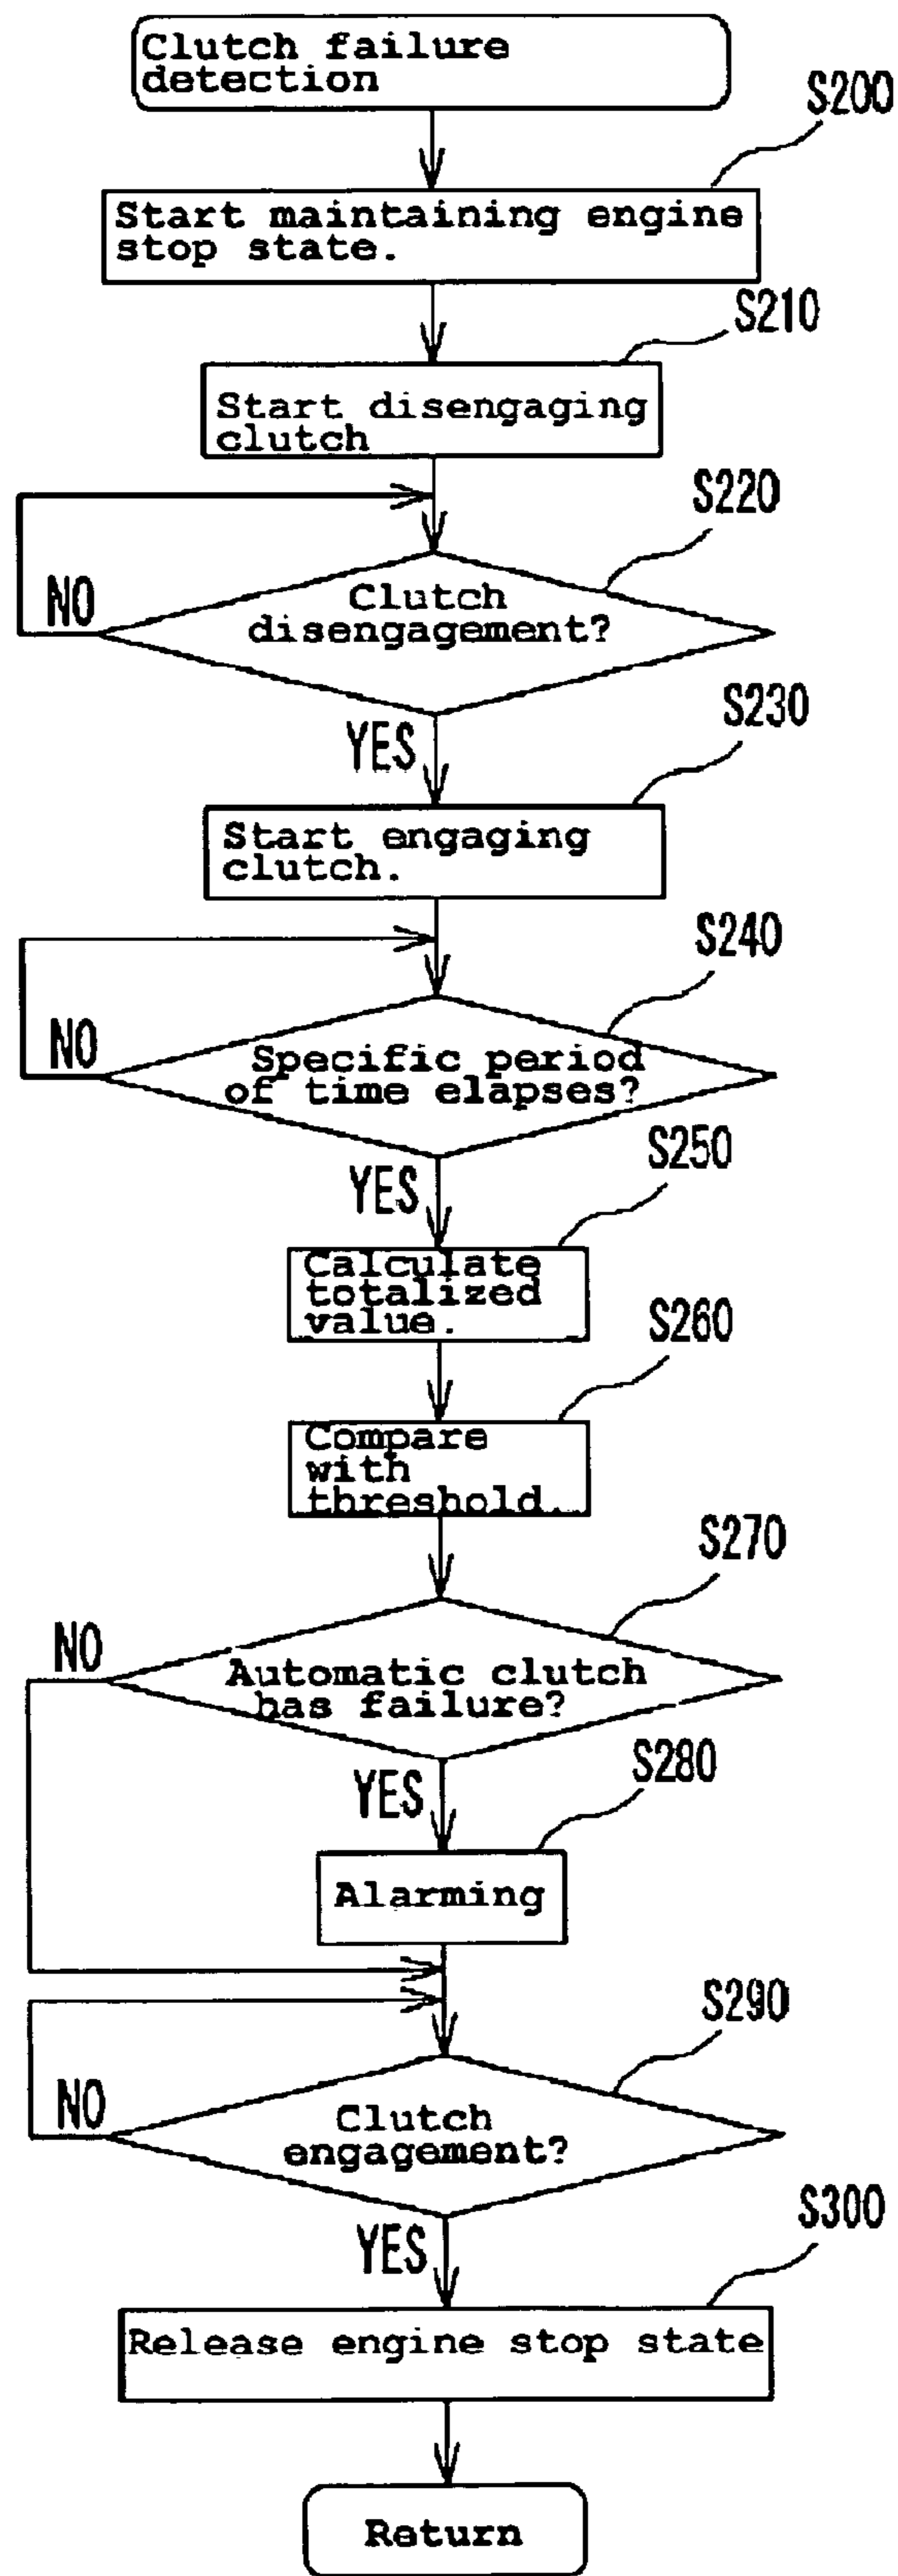 Clutch failure
detection
S200
Start maintaining engine
stop state.
S210
Start disengaging
clutch
S220
NO
Clutch
disengagement?
S230
YES
Start engaging
clutch.
S240
NO
Specific period
of time elapses?
S250
YES
Calculate
totalized
value.
S260
Compare
with
threshold.
S270
NO
Automatic clutch
has failure?
S280
YES
Alarming
S290
NO
Clutch
engagement?
S300
YES
Release engine stop state
Return